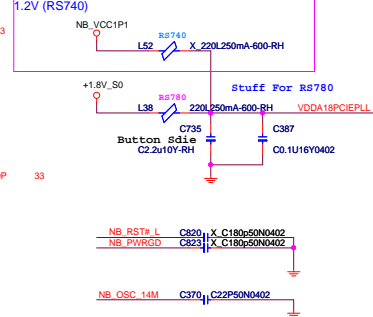 1.2V (RS740)
3
NB_VCC1P1
RS740
L52 X_220L250mA-600-RH
+1.8V_S0
RS780
Stuff For RS780
L38 220L250mA-600-RH VDDA18PCIEPLL
C735 C387
Button Sdie
C2.2u10Y-RH C0.1U16Y0402
P 33
NB_RST#_L C820 X_C180p50N0402
NB_PWRGD C823 X_C180p50N0402
NB_OSC_14M C370 C22P50N0402